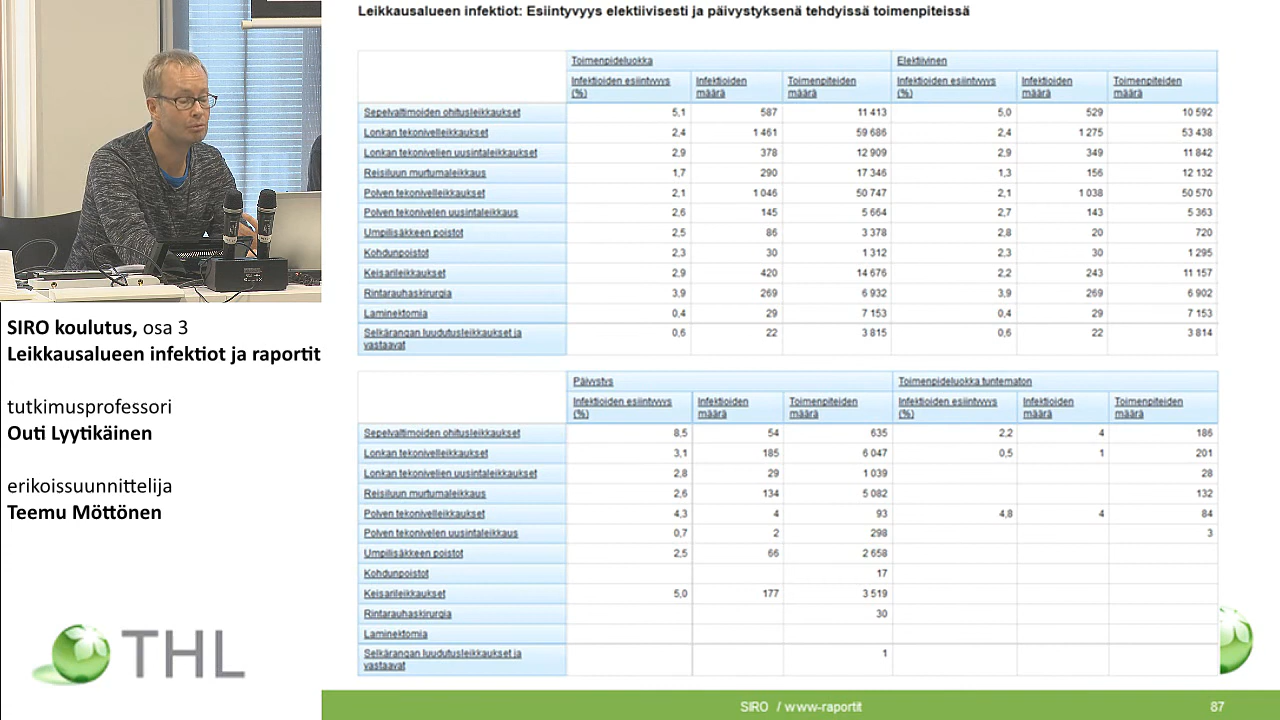 Leikkausalueen infektiot: Esiintyvyys elektiivisesti ja päivystyksenä tehdyissä toimenpiteissä
Toimenpideluokka Elektiivinen
Infektioiden esiintyvyys (%) Infektioiden määrä Toimenpiteiden määrä Infektioiden esiintyvyys (%) Infektioiden määrä Toimenpiteiden määrä
Sepelvaltimoiden ohitusleikkaukset 5,1 587 11 413 5,0 529 10 592
Lonkan tekonivelleikkaukset 2,4 1 461 59 686 2,4 1 275 53 438
Lonkan tekonivelien uusintaleikkaukset 2,9 378 12 909 2,9 349 11 842
Reisiluun murtumaleikkaus 1,7 290 17 346 1,3 156 12 132
Polven tekonivelleikkaukset 2,1 1 046 50 747 2,1 1 038 50 570
Polven tekonivelen uusintaleikkaus 2,6 145 5 664 2,7 143 5 363
Umpilisäkkeen poistot 2,5 86 3 378 2,8 20 720
Kohdunpoistot 2,3 30 1 312 2,3 30 1 295
Keisarileikkaukset 2,9 420 14 676 2,2 243 11 157
Rintarauhaskirurgia 3,9 269 6 932 3,9 269 6 902
Laminektomia 0,4 29 7 153 0,4 29 7 153
Selkärangan luudutusleikkaukset ja vastaavat 0,6 22 3 815 0,6 22 3 814
Päivystys Toimenpideluokka tuntematon
Infektioiden esiintyvyys (%) Infektioiden määrä Toimenpiteiden määrä Infektioiden esiintyvyys (%) Infektioiden määrä Toimenpiteiden määrä
Sepelvaltimoiden ohitusleikkaukset 8,5 54 635 2,2 4 186
Lonkan tekonivelleikkaukset 3,1 185 6 047 0,5 1 201
Lonkan tekonivelien uusintaleikkaukset 2,8 29 1 039 28
Reisiluun murtumaleikkaus 2,6 134 5 082 132
Polven tekonivelleikkaukset 4,3 4 93 4,8 4 84
Polven tekonivelen uusintaleikkaus 0,7 2 298 3
Umpilisäkkeen poistot 2,5 66 2 658
Kohdunpoistot 17
Keisarileikkaukset 5,0 177 3 519
Rintarauhaskirurgia 30
Laminektomia
Selkärangan luudutusleikkaukset ja vastaavat 1
SIRO / www-raportit 87
SIRO koulutus, osa 3
Leikkausalueen infektiot ja raportit
tutkimusprofessori
Outi Lyytikäinen
erikoissuunnittelija
Teemu Möttönen
THL